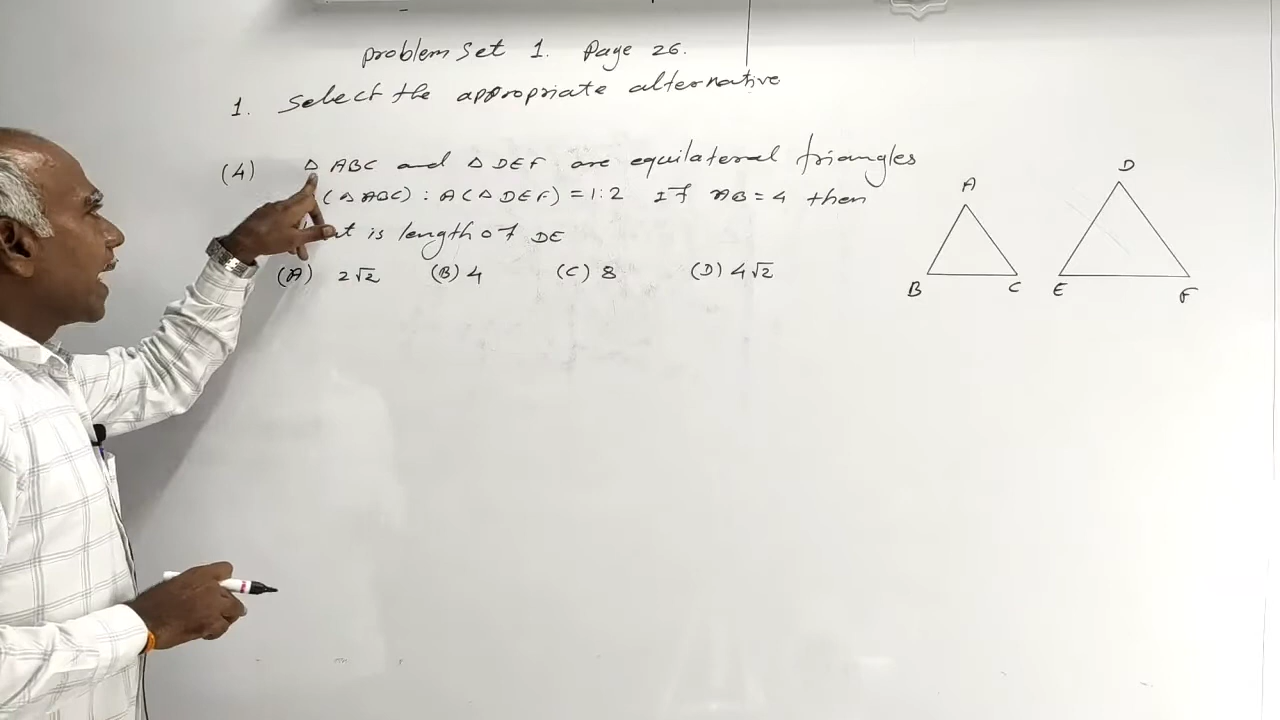 problem Set 1. Page 26.
1. Select the appropriate alternative
(4) △ ABC and △ DEF are equilateral triangles
(△ ABC) : A(△ DEF) = 1:2 If AB = 4 then
is length of DE
(A) 2√2 (B) 4 (C) 8 (D) 4√2
A
B C
D
E F